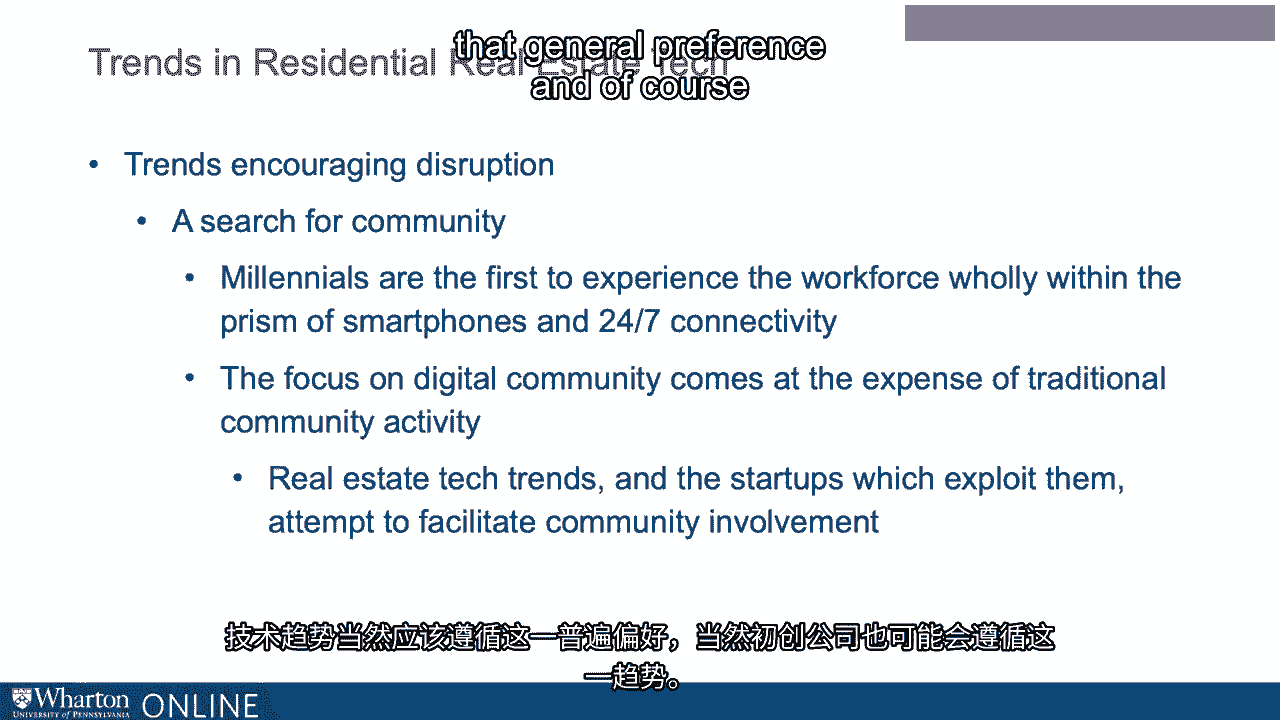 that general preference
and of course
Trends in Residential Real Estate Tech
• Trends encouraging disruption
• A search for community
• Millennials are the first to experience the workforce wholly within the
prism of smartphones and 24/7 connectivity
• The focus on digital community comes at the expense of traditional
community activity
• Real estate tech trends, and the startups which exploit them,
attempt to facilitate community involvement
技术趋势当然应该遵循这一普遍偏好，当然初创公司也可能会遵循这
一趋势。
Wharton ONLINE
UNIVERSITY of PENNSYLVANIA